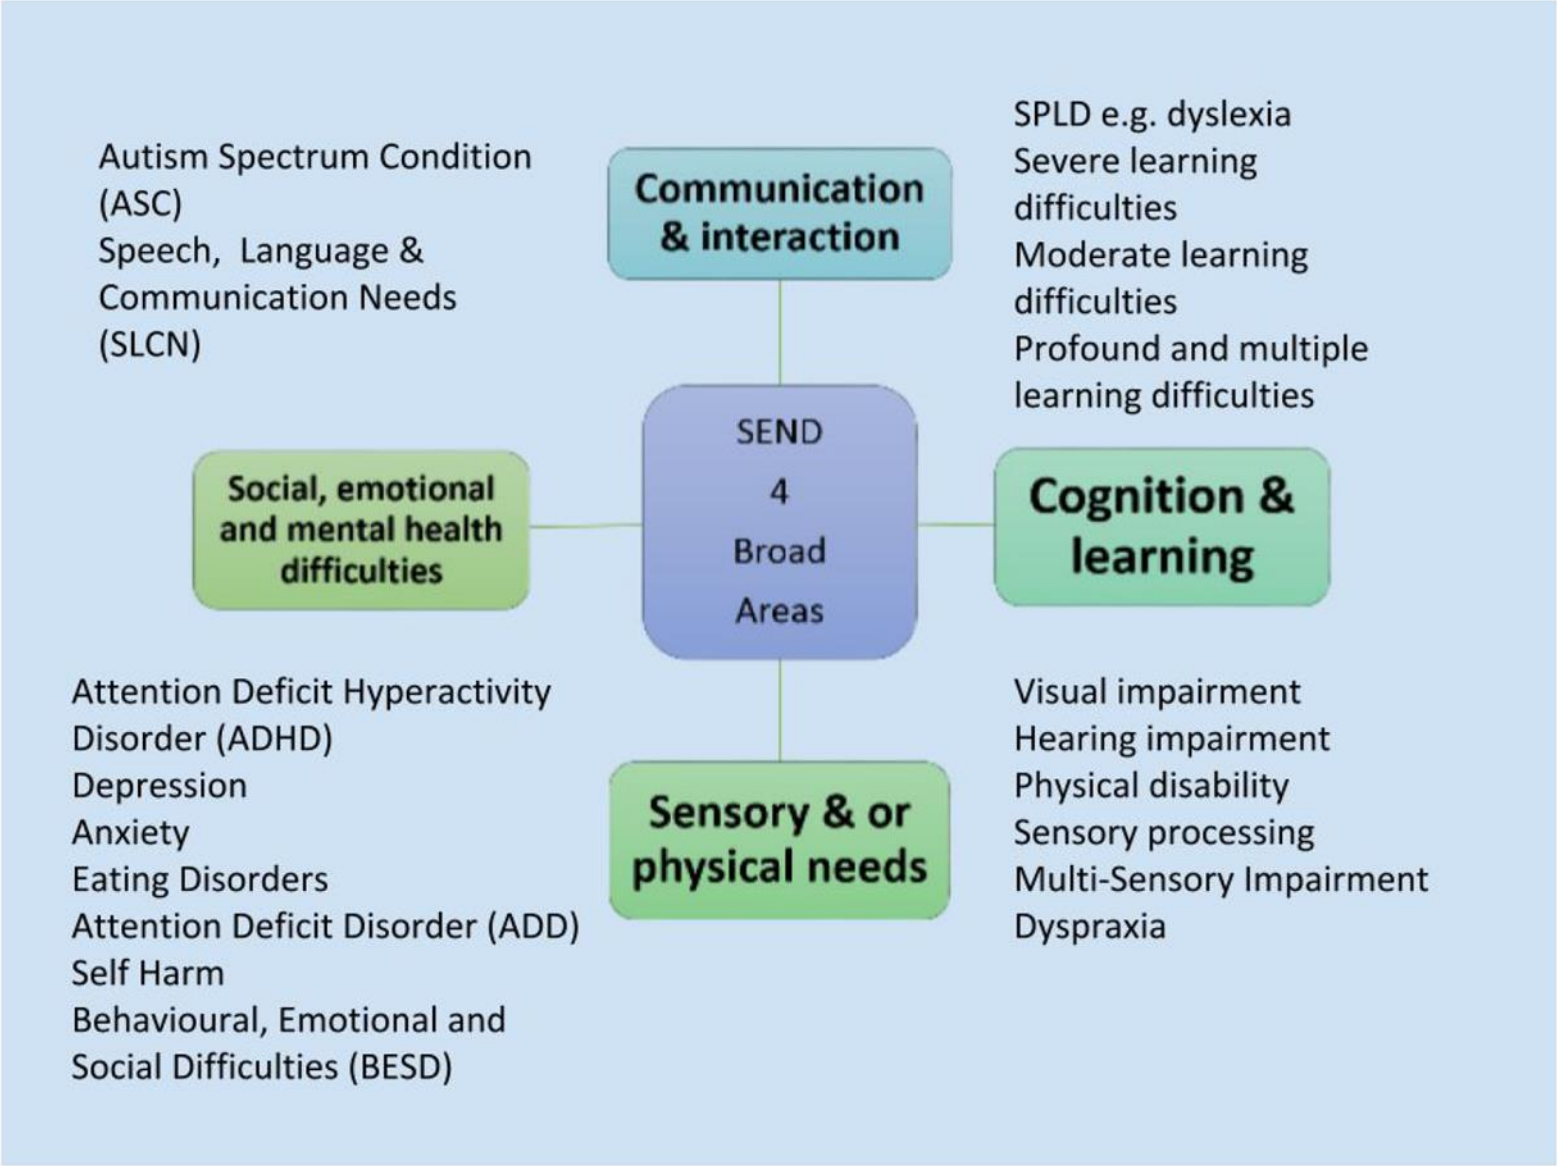 Autism Spectrum Condition
(ASC)
Speech,  Language &
Communication Needs
(SLCN)
Communication
& interaction
SPLD e.g. dyslexia
Severe learning
difficulties
Moderate learning
difficulties
Profound and multiple
learning difficulties
Social, emotional
and mental health
difficulties
SEND
4
Broad
Areas
Cognition &
learning
Attention Deficit Hyperactivity
Disorder (ADHD)
Depression
Anxiety
Eating Disorders
Attention Deficit Disorder (ADD)
Self Harm
Behavioural, Emotional and
Social Difficulties (BESD)
Sensory & or
physical needs
Visual impairment
Hearing impairment
Physical disability
Sensory processing
Multi-Sensory Impairment
Dyspraxia